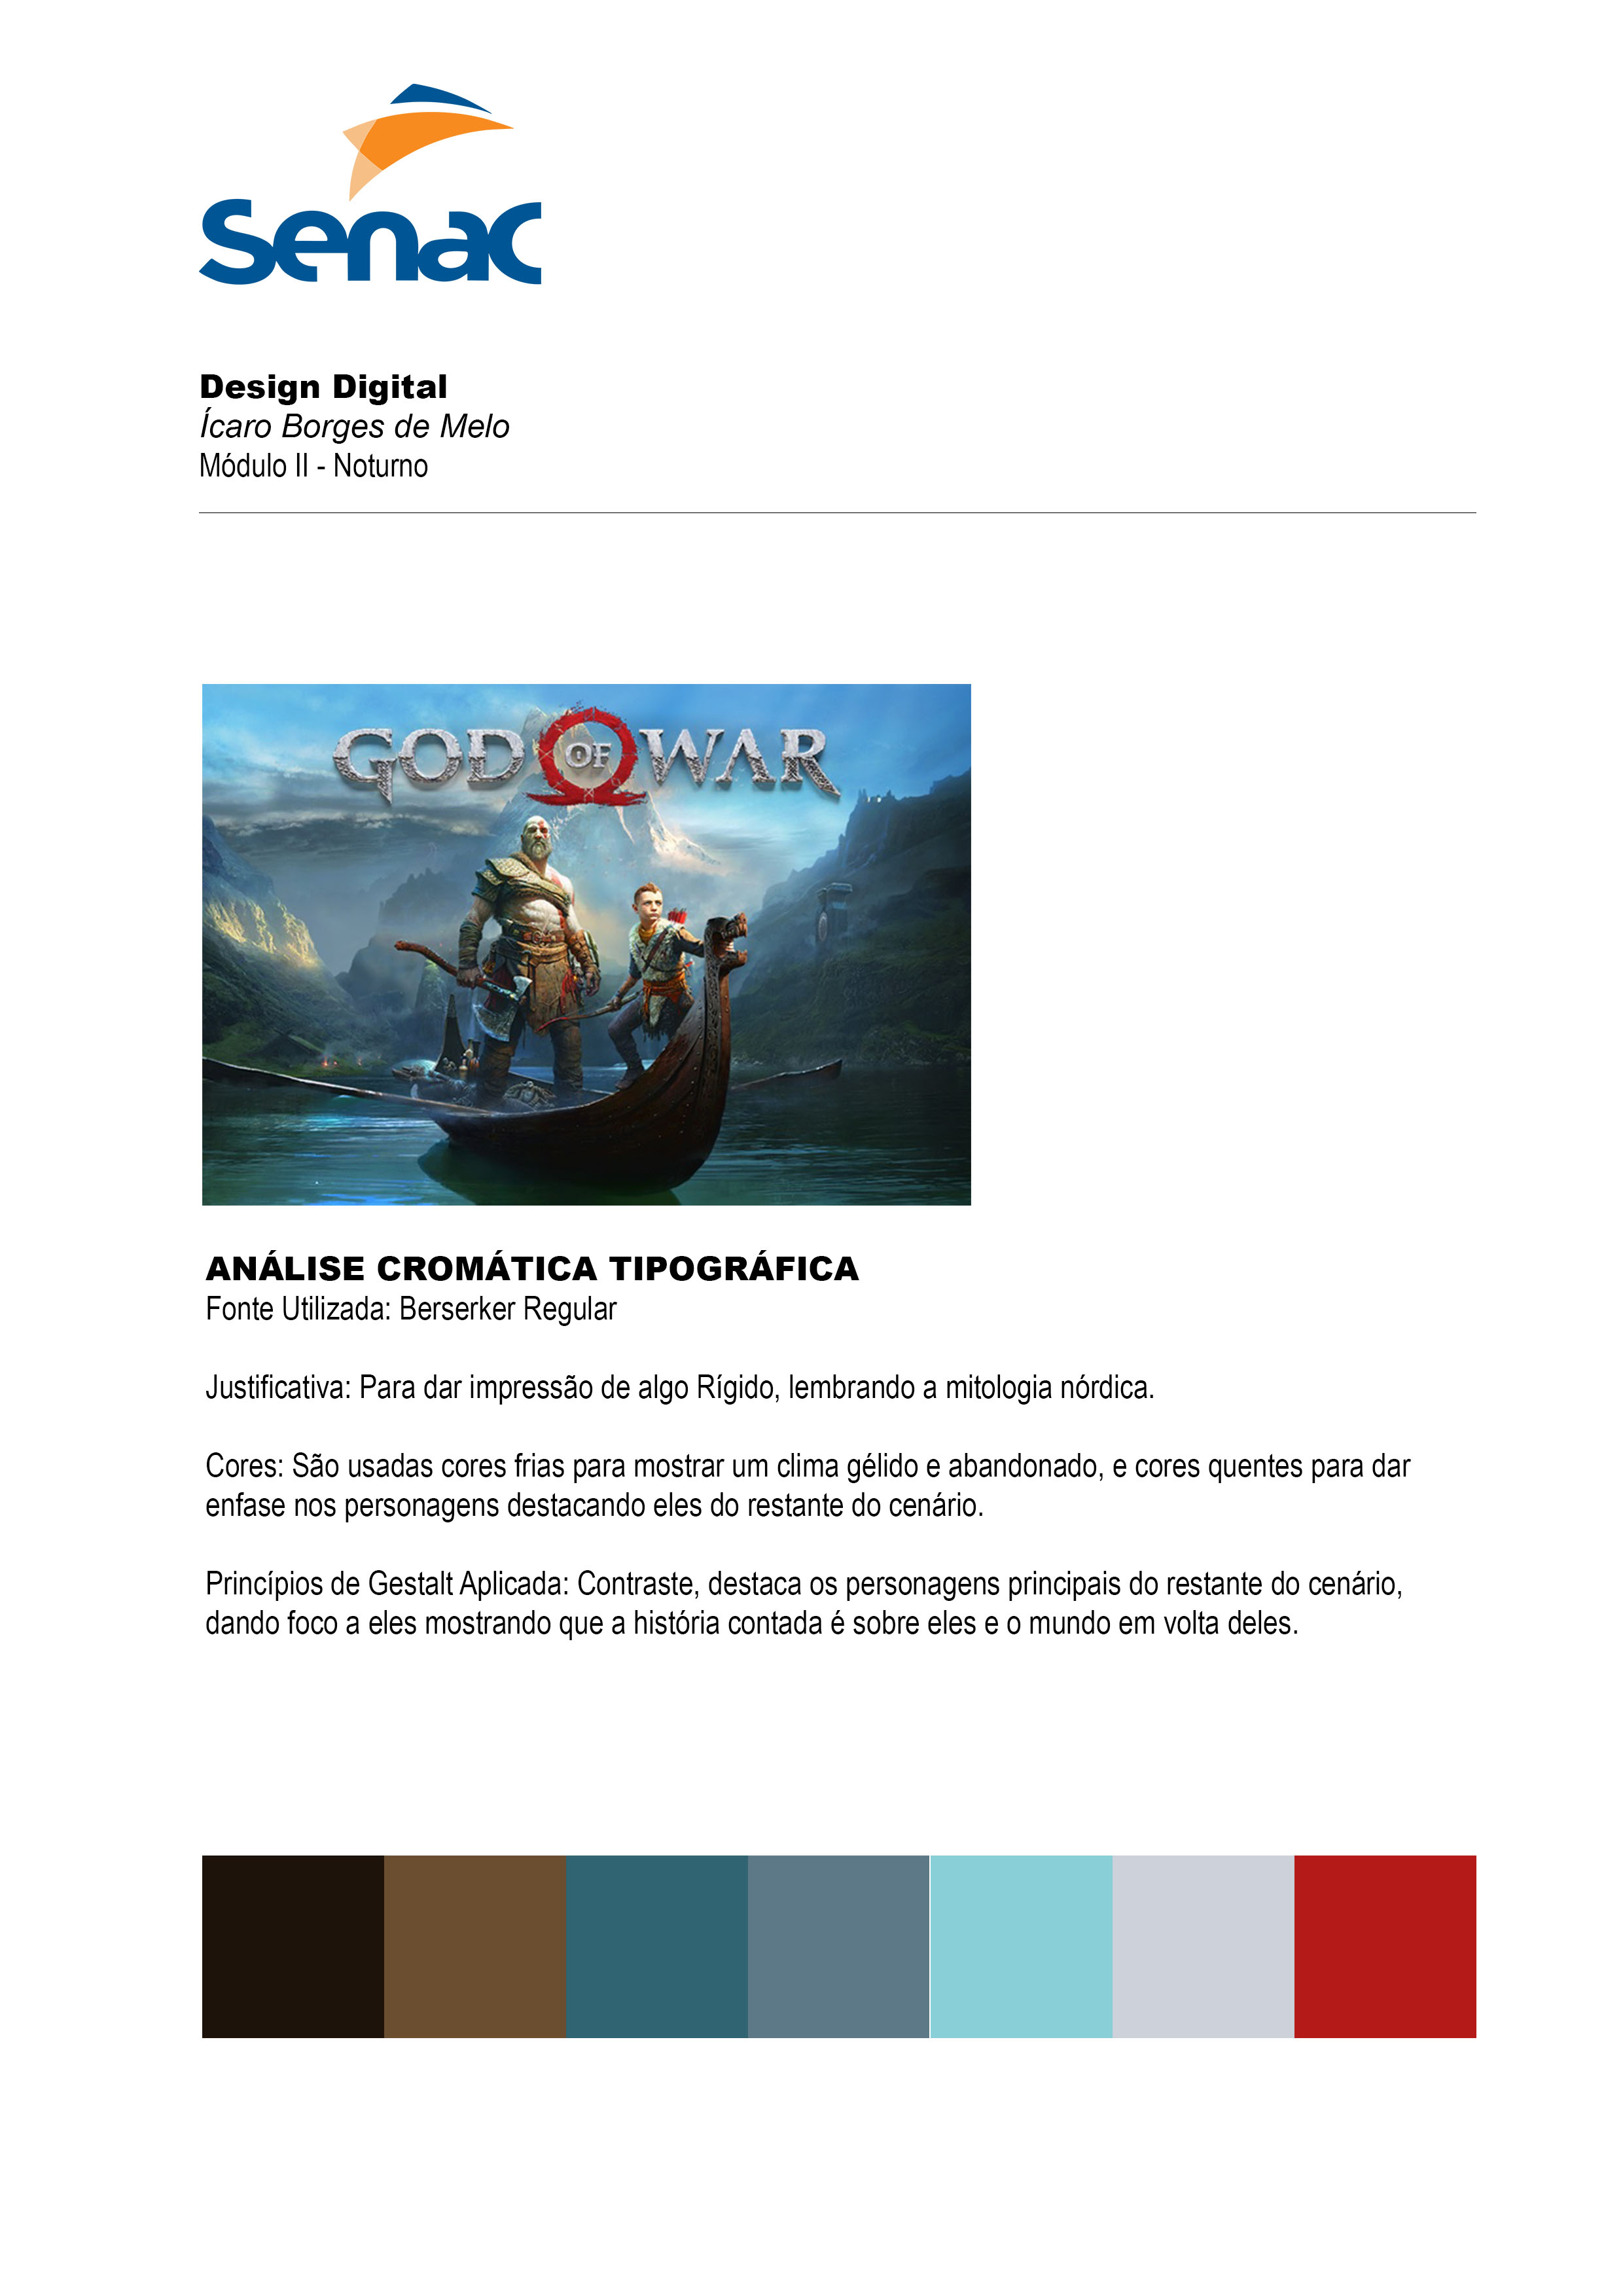 senac
Design Digital
Ícaro Borges de Melo
Módulo II - Noturno
GOD OF WAR
ANÁLISE CROMÁTICA TIPOGRÁFICA
Fonte Utilizada: Berserker Regular
Justificativa: Para dar impressão de algo Rígido, lembrando a mitologia nórdica.
Cores: São usadas cores frias para mostrar um clima gélido e abandonado, e cores quentes para dar
enfase nos personagens destacando eles do restante do cenário.
Princípios de Gestalt Aplicada: Contraste, destaca os personagens principais do restante do cenário,
dando foco a eles mostrando que a história contada é sobre eles e o mundo em volta deles.